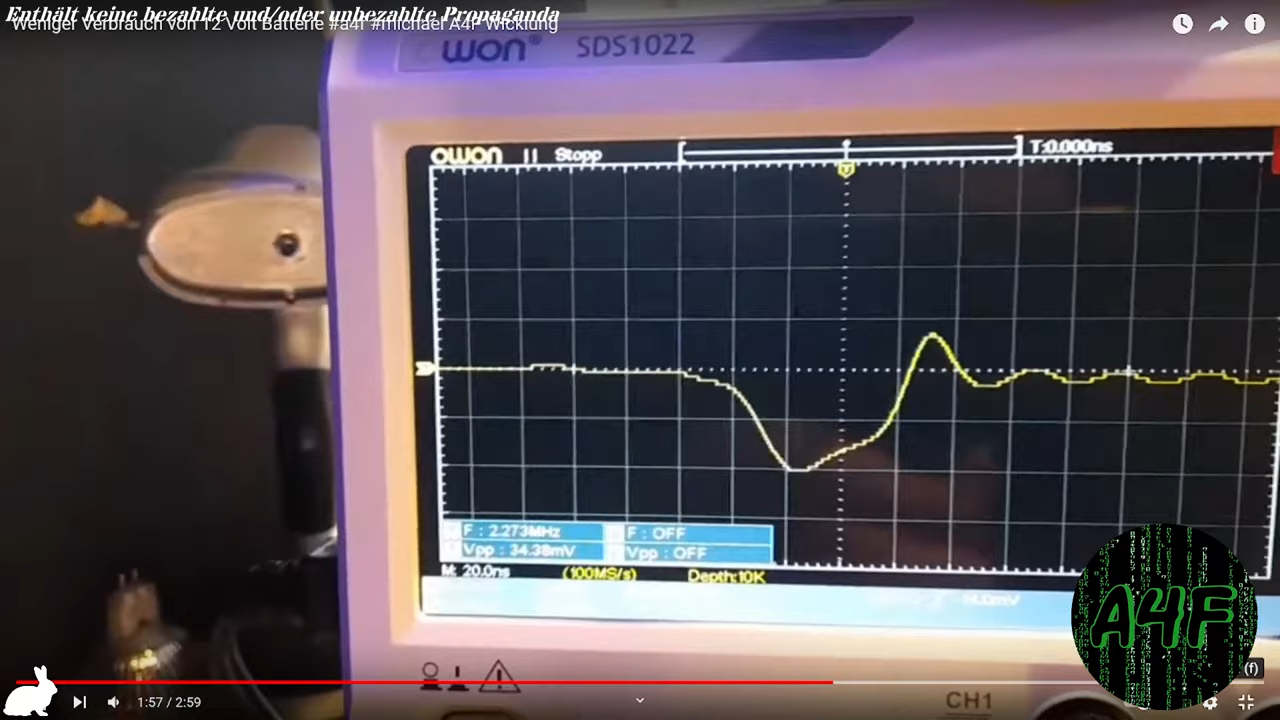 Enthält keine bezahlte und/oder unbezahlte Propaganda
Weniger Verbrauch von 12 Volt Batterie #a4f #michael A4F Wicklung
owon® SDS1022
OWON Stopp T:0.000ns
T
F : 2.273MHz F : OFF
Vpp : 34.38mV Vpp : OFF
M: 20.0ns (100MS/s) Depth:10K
A4F
(f)
1:57 / 2:59
CH1